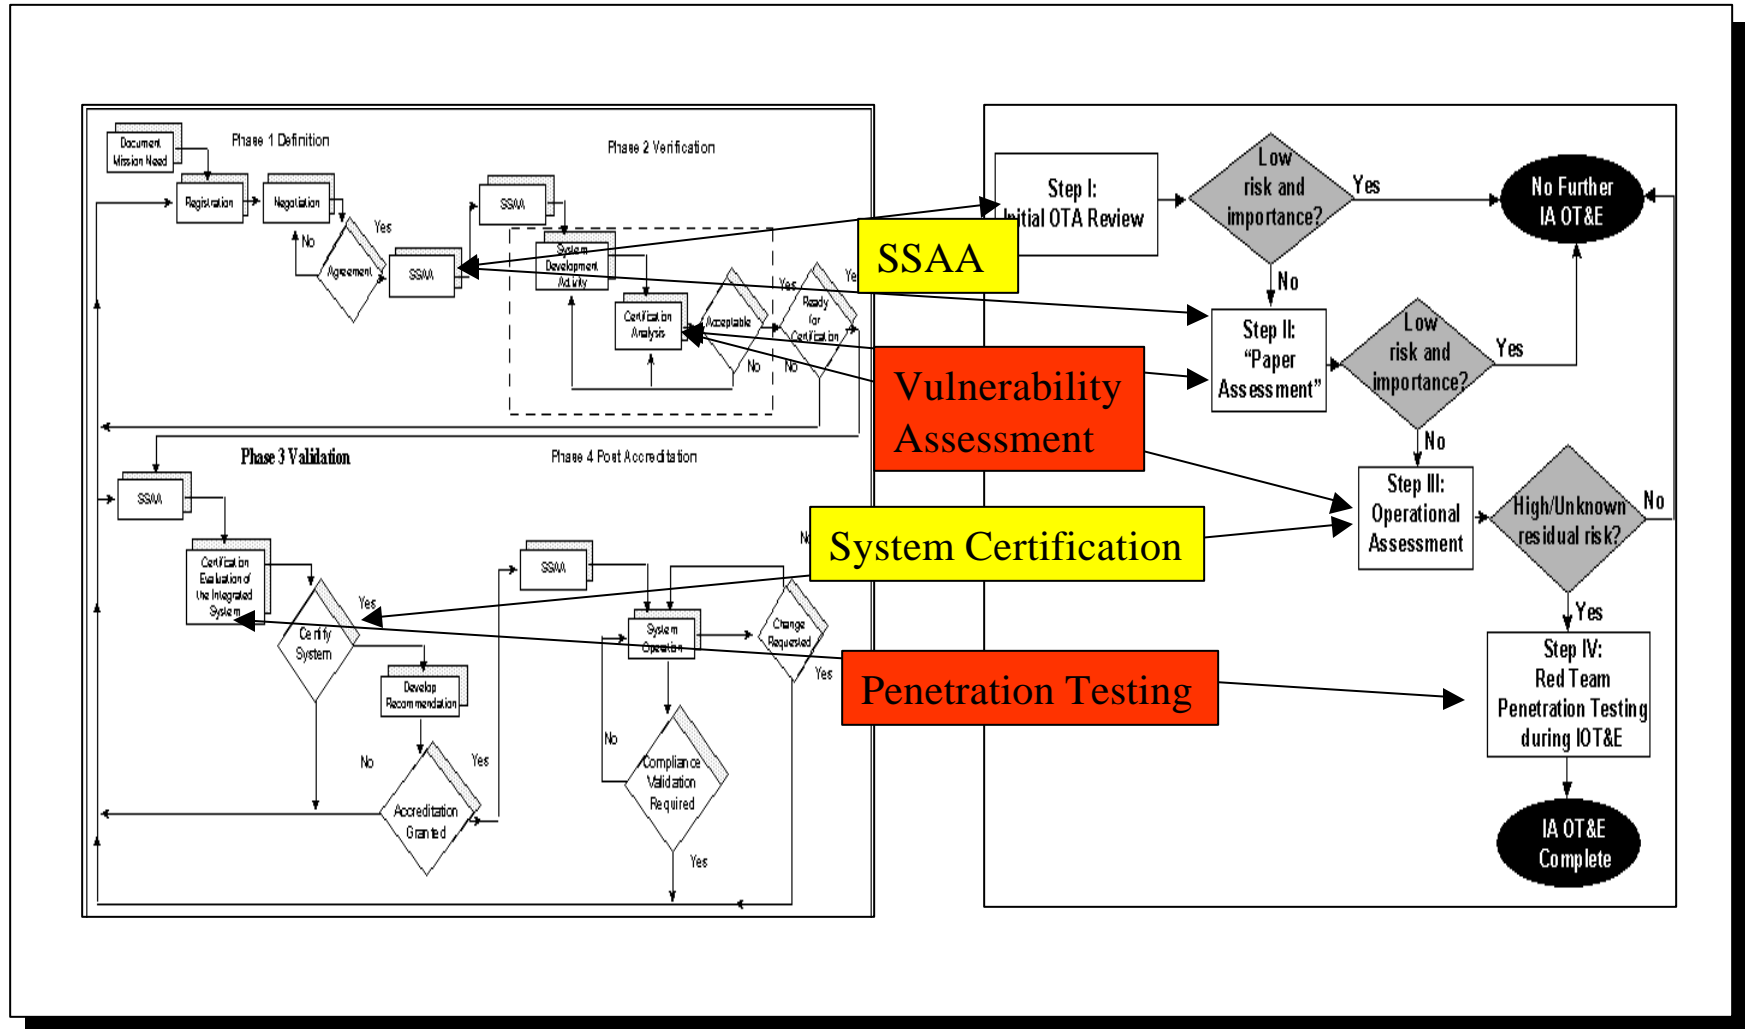 Document
Mission Need
Phase 1 Definition
Phase 2 Verification
Registration
Negotiation
Yes
No
Agreement
SSAA
SSAA
System
Development
Activity
Certification
Analysis
Acceptable
Yes
No
Ready
for
Certification
Ye
No
Phase 3 Validation
Phase 4 Post Accreditation
SSAA
Certification
Evaluation of
the Integrated
System
Yes
Certify
System
Develop
Recommendation
No
Yes
Accreditation
Granted
SSAA
System
Operation
No
Change
Requested
Yes
No
Compliance
Validation
Required
Yes
SSAA
Vulnerability
Assessment
System Certification
Penetration Testing
Step I:
Initial OTA Review
Low
risk and
importance?
Yes
No Further
IA OT&E
No
Step II:
“Paper
Assessment”
Low
risk and
importance?
Yes
No
Step III:
Operational
Assessment
High/Unknown
residual risk?
No
Yes
Step IV:
Red Team
Penetration Testing
during IOT&E
IA OT&E
Complete